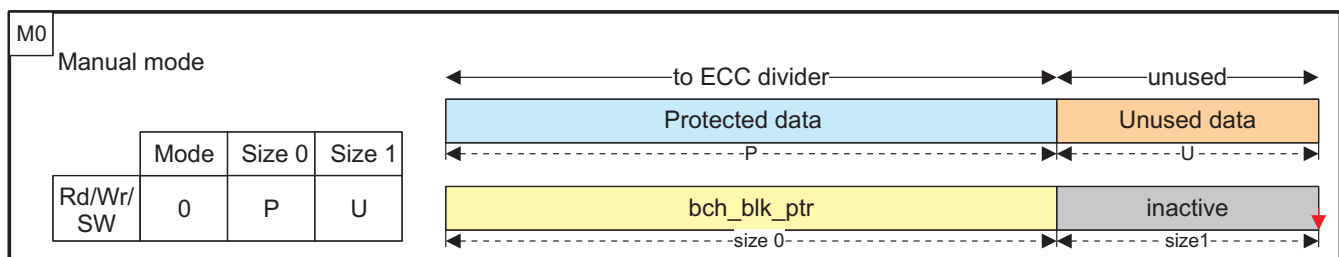 M0
Manual mode
to ECC divider
unused
Protected data
Unused data
P
U
Mode Size 0 Size 1
Rd/Wr/
SW
0 P U
bch_blk_ptr
inactive
size 0
size1